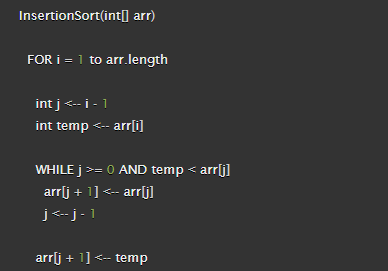 InsertionSort(int[] arr)
FOR i = 1 to arr.length
int j <-- i - 1
int temp <-- arr[i]
WHILE j >= 0 AND temp < arr[j]
arr[j + 1] <-- arr[j]
j <-- j - 1
arr[j + 1] <-- temp